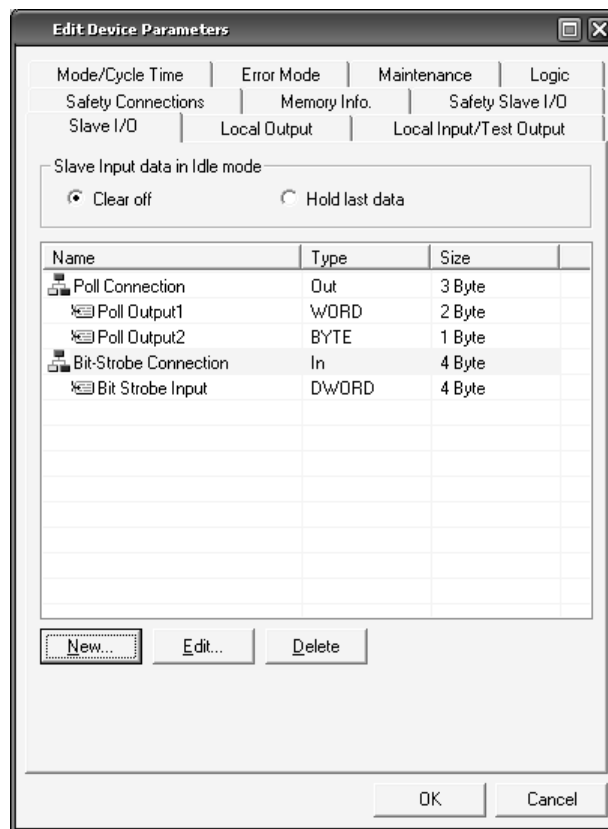 Edit Device Parameters
Mode/Cycle Time Error Mode Maintenance Logic
Safety Connections Memory Info. Safety Slave I/O
Slave I/O Local Output Local Input/Test Output
Slave Input data in Idle mode
Clear off Hold last data
Name Type Size
Poll Connection Out 3 Byte
Poll Output1 WORD 2 Byte
Poll Output2 BYTE 1 Byte
Bit-Strobe Connection In 4 Byte
Bit Strobe Input DWORD 4 Byte
New... Edit... Delete
OK Cancel